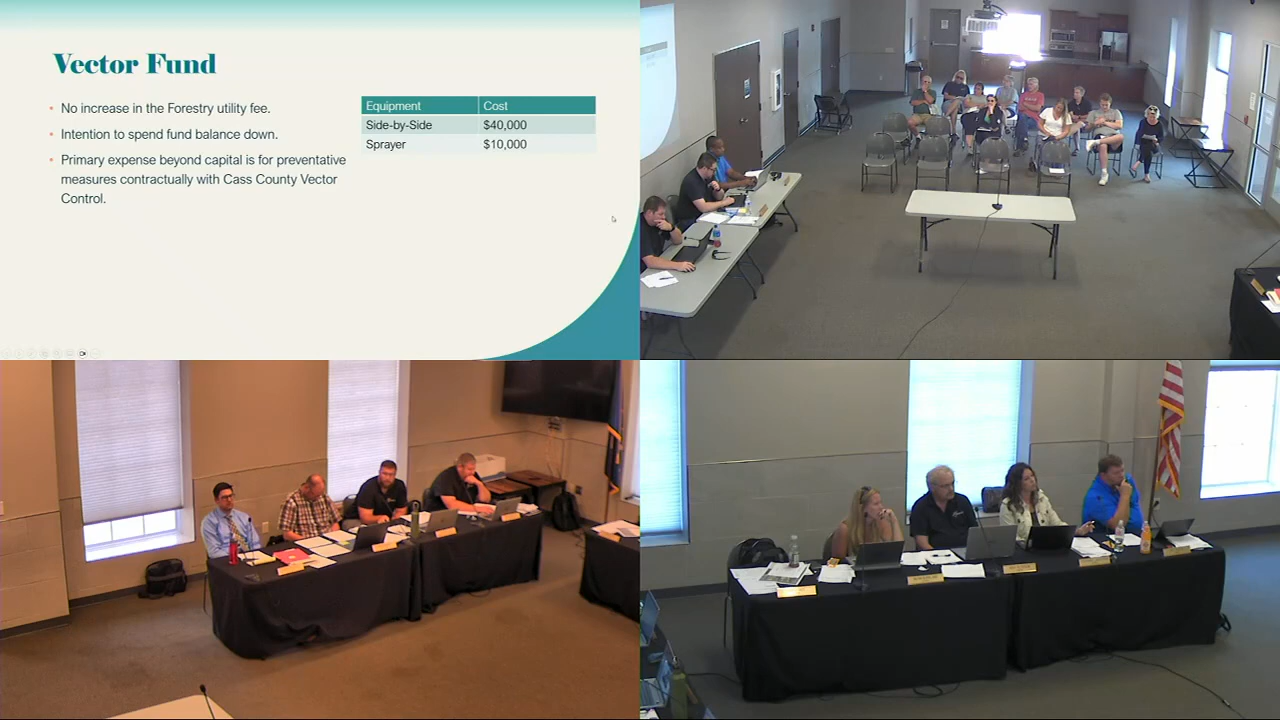 Vector Fund
No increase in the Forestry utility fee.
Intention to spend fund balance down.
Primary expense beyond capital is for preventative
measures contractually with Cass County Vector
Control.
Equipment Cost
Side-by-Side $40,000
Sprayer $10,000